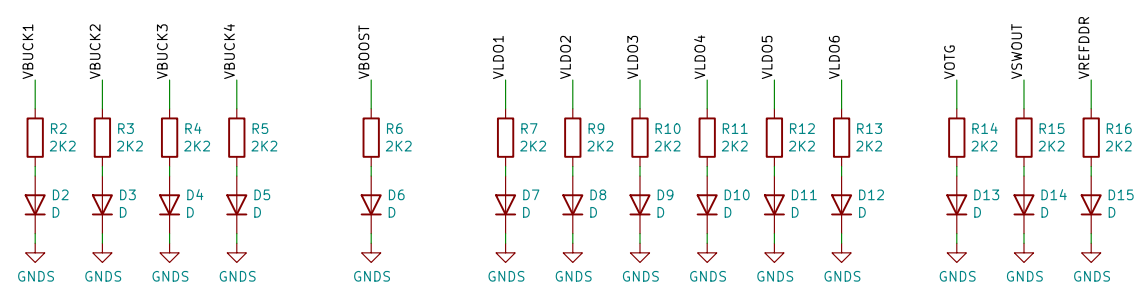 VBUCK1
VBUCK2
VBUCK3
VBUCK4
VBOOST
VLDO1
VLDO2
VLDO3
VLDO4
VLDO5
VLDO6
VOTG
VSWOUT
VREFDDR
R2
2K2
R3
2K2
R4
2K2
R5
2K2
R6
2K2
R7
2K2
R9
2K2
R10
2K2
R11
2K2
R12
2K2
R13
2K2
R14
2K2
R15
2K2
R16
2K2
D2
D
D3
D
D4
D
D5
D
D6
D
D7
D
D8
D
D9
D
D10
D
D11
D
D12
D
D13
D
D14
D
D15
D
GNDS
GNDS
GNDS
GNDS
GNDS
GNDS
GNDS
GNDS
GNDS
GNDS
GNDS
GNDS
GNDS
GNDS